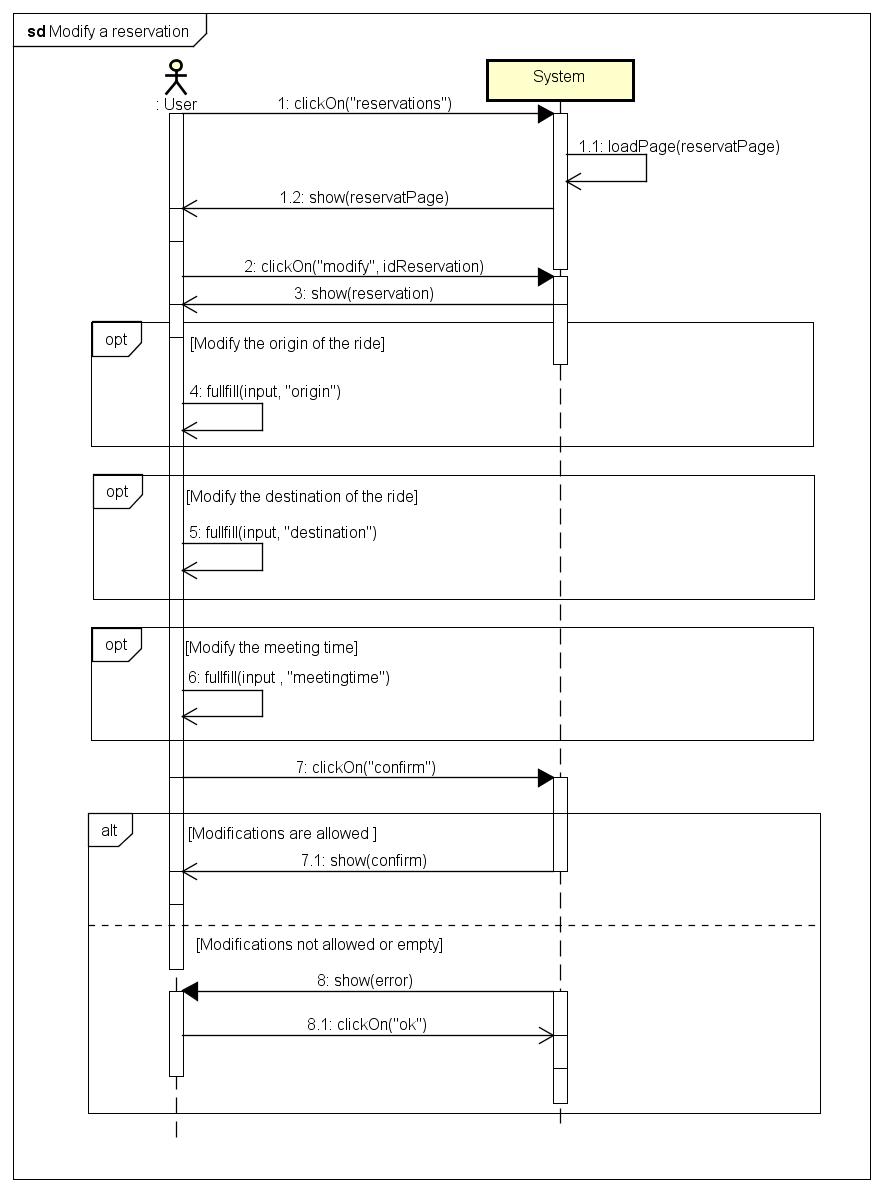 sd Modify a reservation
System
: User
1: clickOn("reservations")
1.1: loadPage(reservatPage)
1.2: show(reservatPage)
2: clickOn("modify", idReservation)
3: show(reservation)
opt
[Modify the origin of the ride]
4: fullfill(input, "origin")
opt
[Modify the destination of the ride]
5: fullfill(input, "destination")
opt
[Modify the meeting time]
6: fullfill(input , "meetingtime")
7: clickOn("confirm")
alt
[Modifications are allowed ]
7.1: show(confirm)
[Modifications not allowed or empty]
8: show(error)
8.1: clickOn("ok")